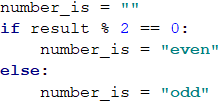 number_is = ""
if result % 2 == 0:
    number_is = "even"
else:
    number_is = "odd"